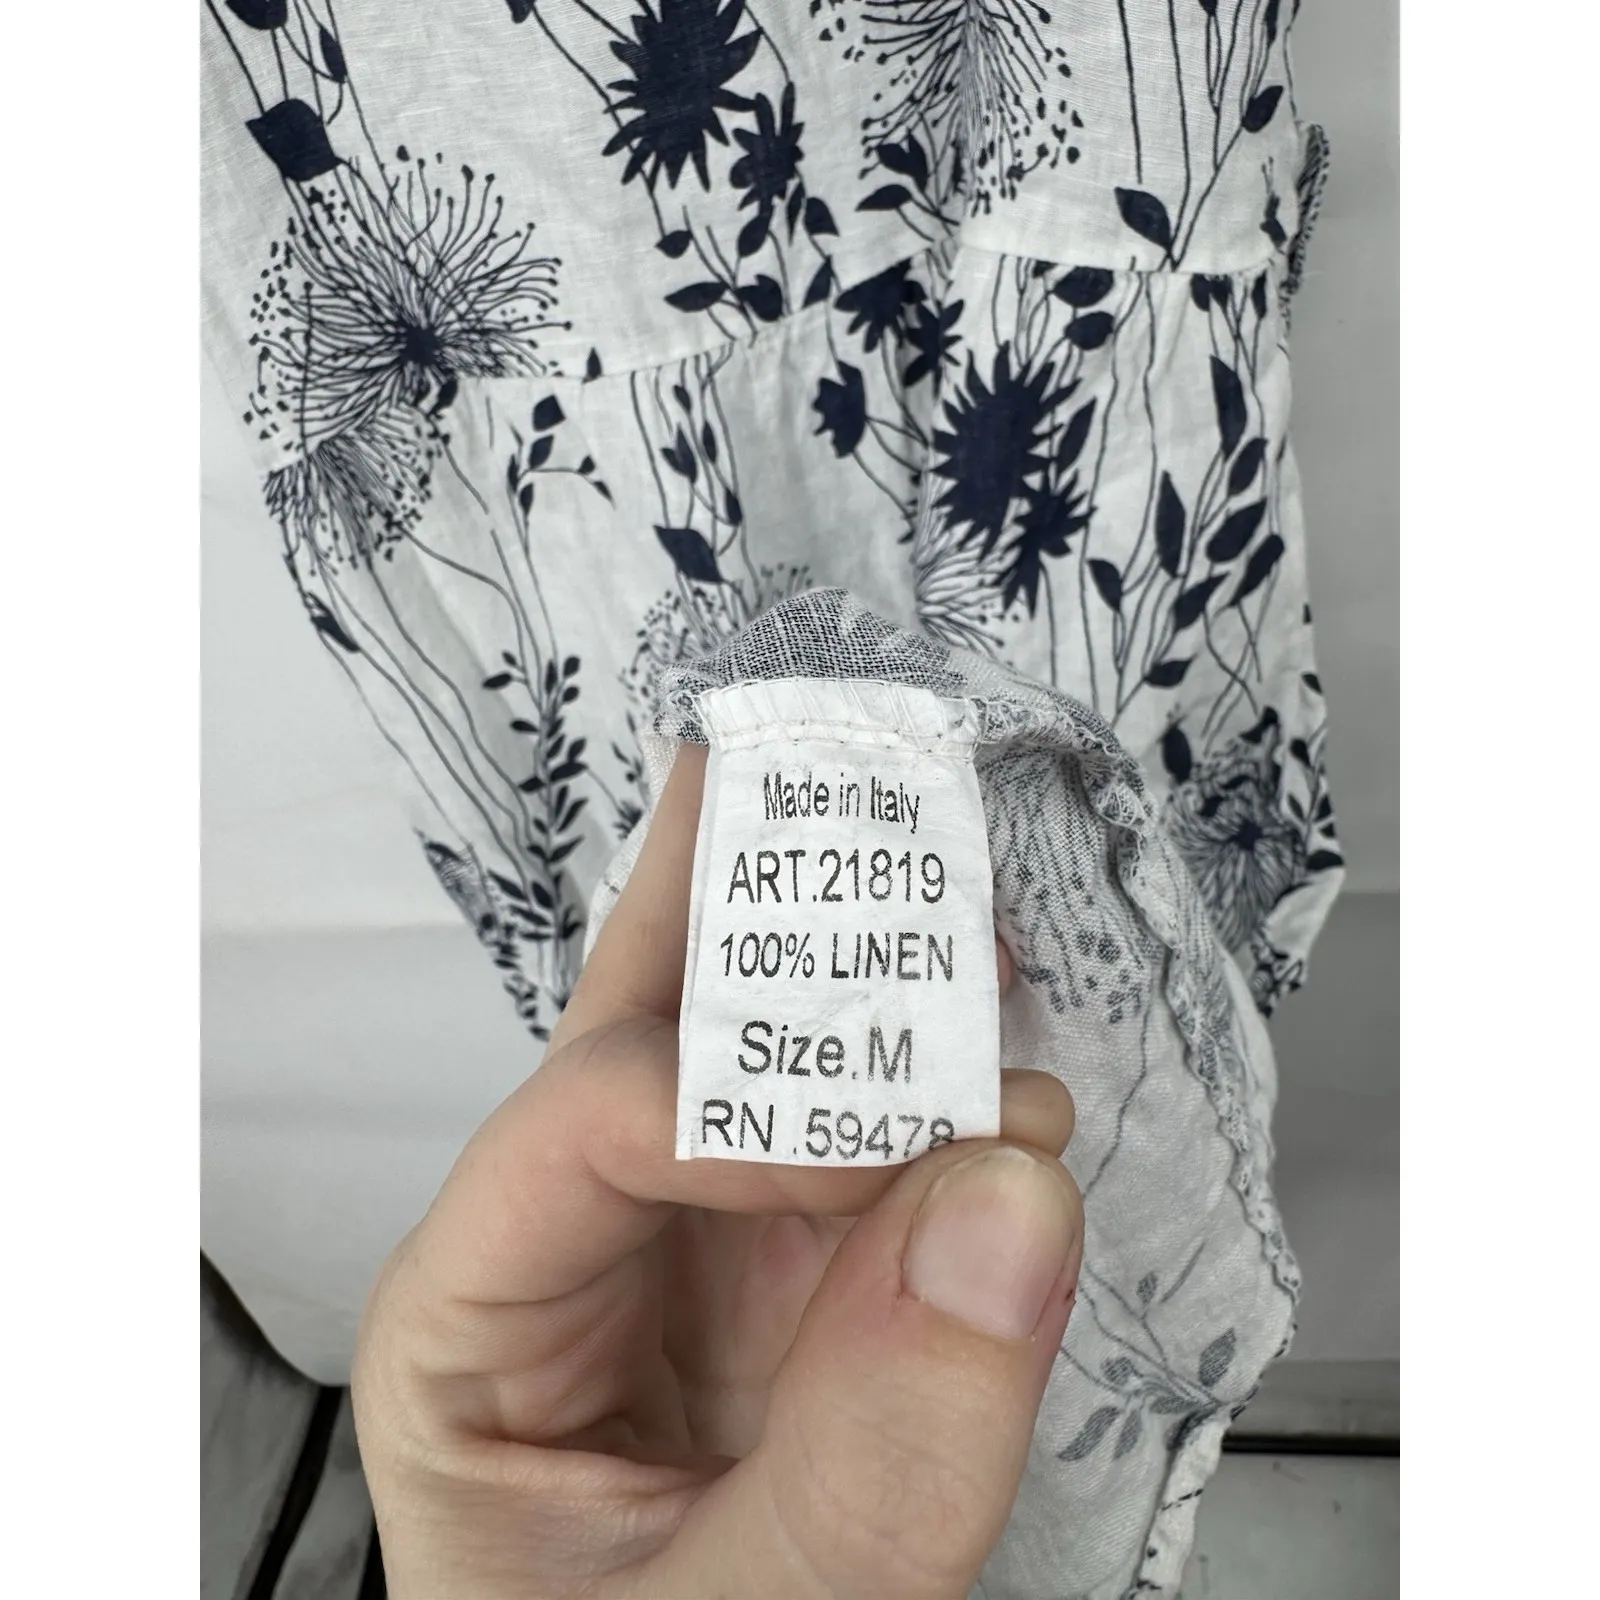 Made in Italy
ART.21819
100% LINEN
Size.M
RN .59478